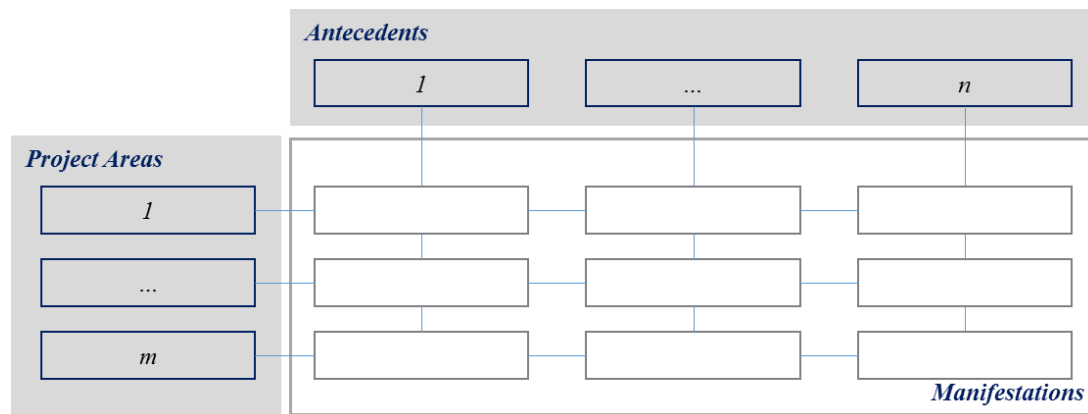 Antecedents
1
...
n
Project Areas
1
...
m
Manifestations